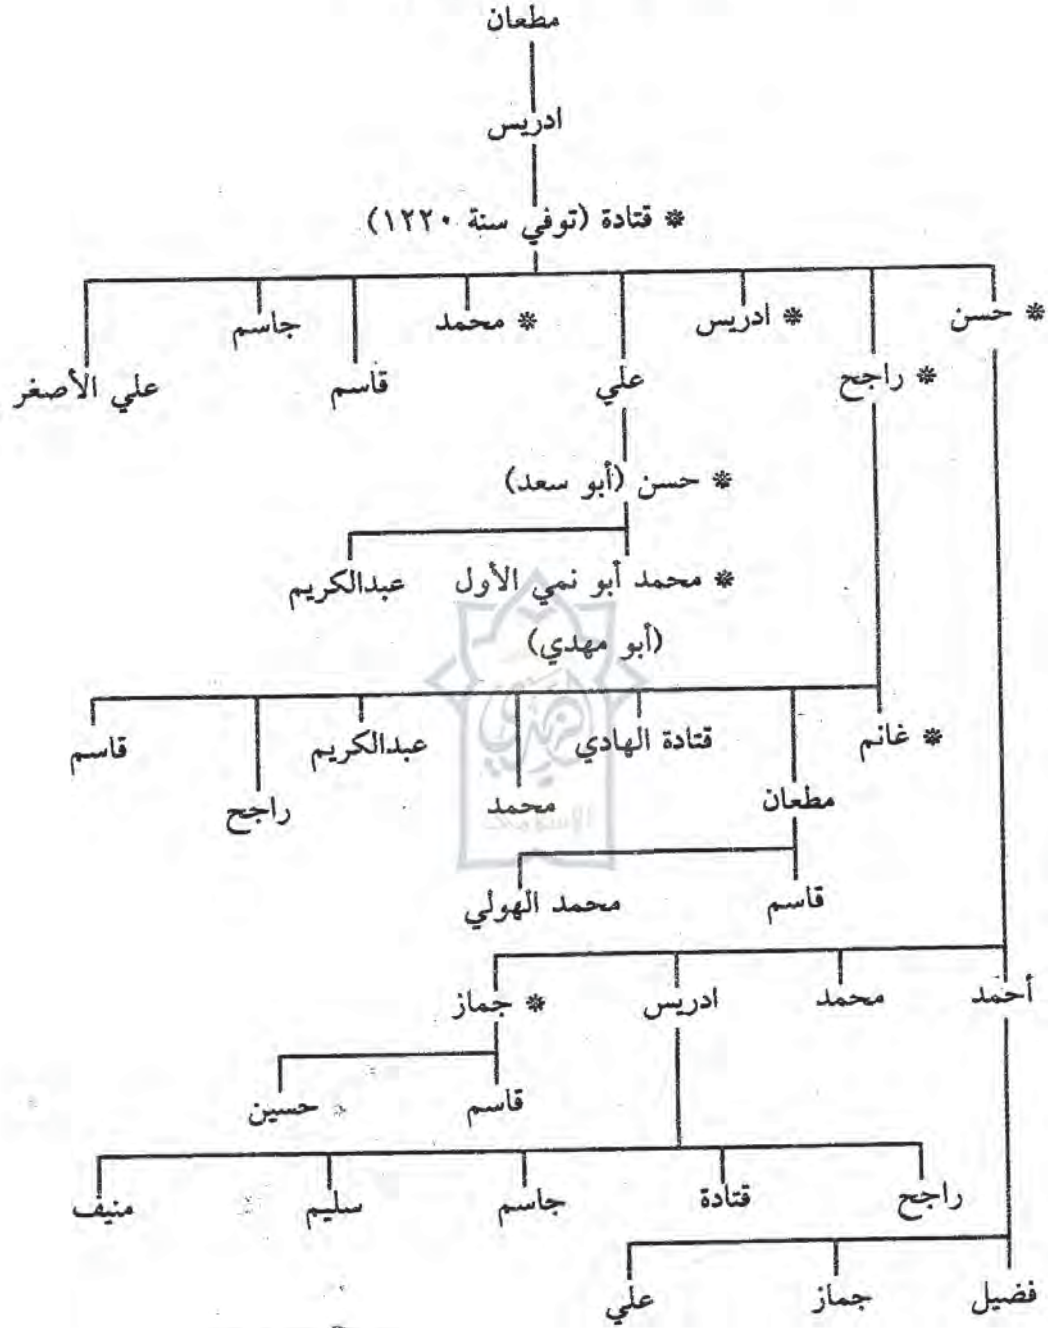 مطعان
ادريس
* قتادة (توفي سنة ١٢٢٠)
* حسن
* ادريس
* محمد
جاسم
* راجح
علي
قاسم
علي الأصغر
* حسن (أبو سعد)
* محمد أبو نمي الأول
عبدالكريم
(أبو مهدي)
* غانم
قتادة الهادي
عبدالكريم
قاسم
مطعان
محمد
راجح
قاسم
محمد الهولي
أحمد
محمد
ادريس
* جماز
قاسم
حسين
راجح
قتادة
جاسم
سليم
منيف
فضيل
جماز
علي